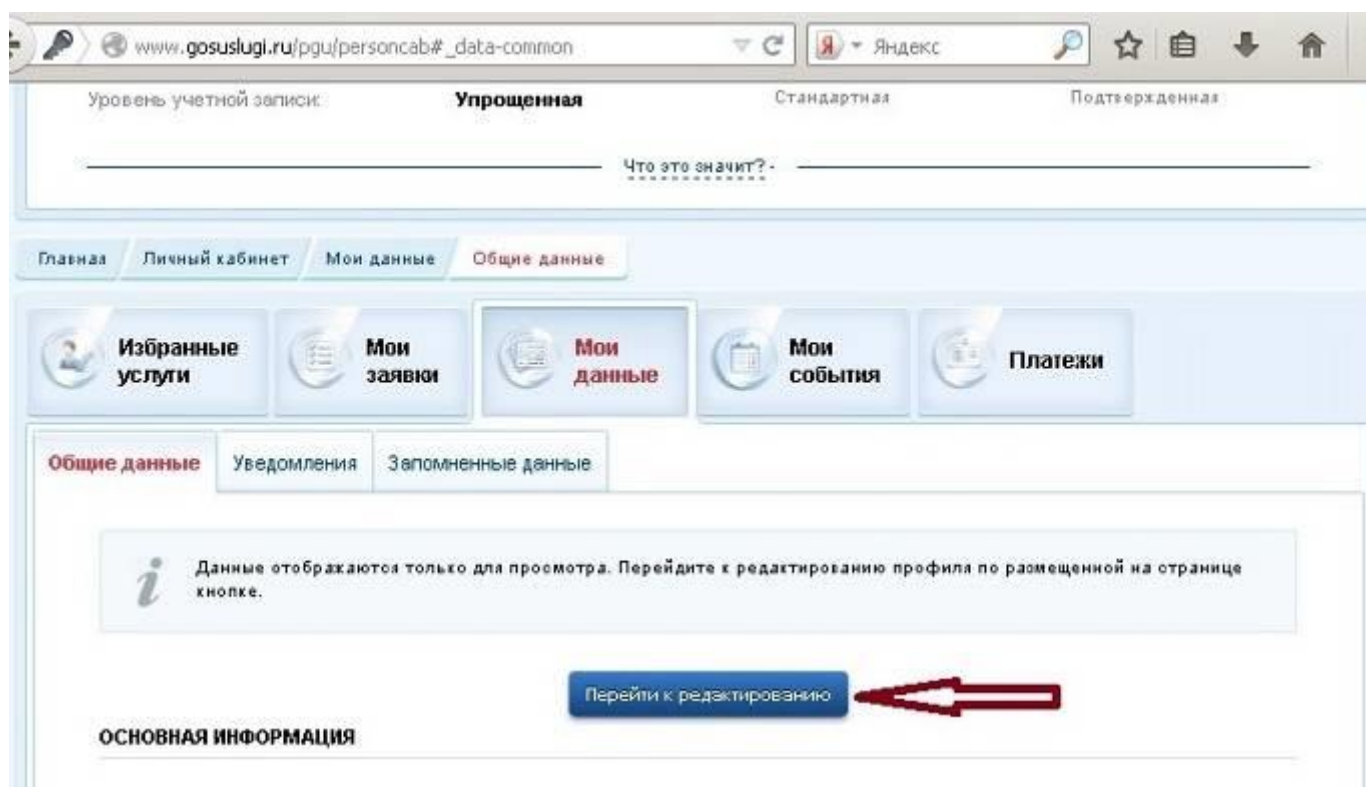 www.gosuslugi.ru/pgu/personcab#_data-common
Я Яндекс
Уровень учетной записи: Упрощенная Стандартная Подтвержденная
Что это значит? -
Главная Личный кабинет Мои данные Общие данные
Избранные услуги
Мои заявки
Мои данные
Мои события
Платежи
Общие данные Уведомления Запомненные данные
i
Данные отображаются только для просмотра. Перейдите к редактированию профиля по размещенной на странице
кнопке.
Перейти к редактированию
ОСНОВНАЯ ИНФОРМАЦИЯ